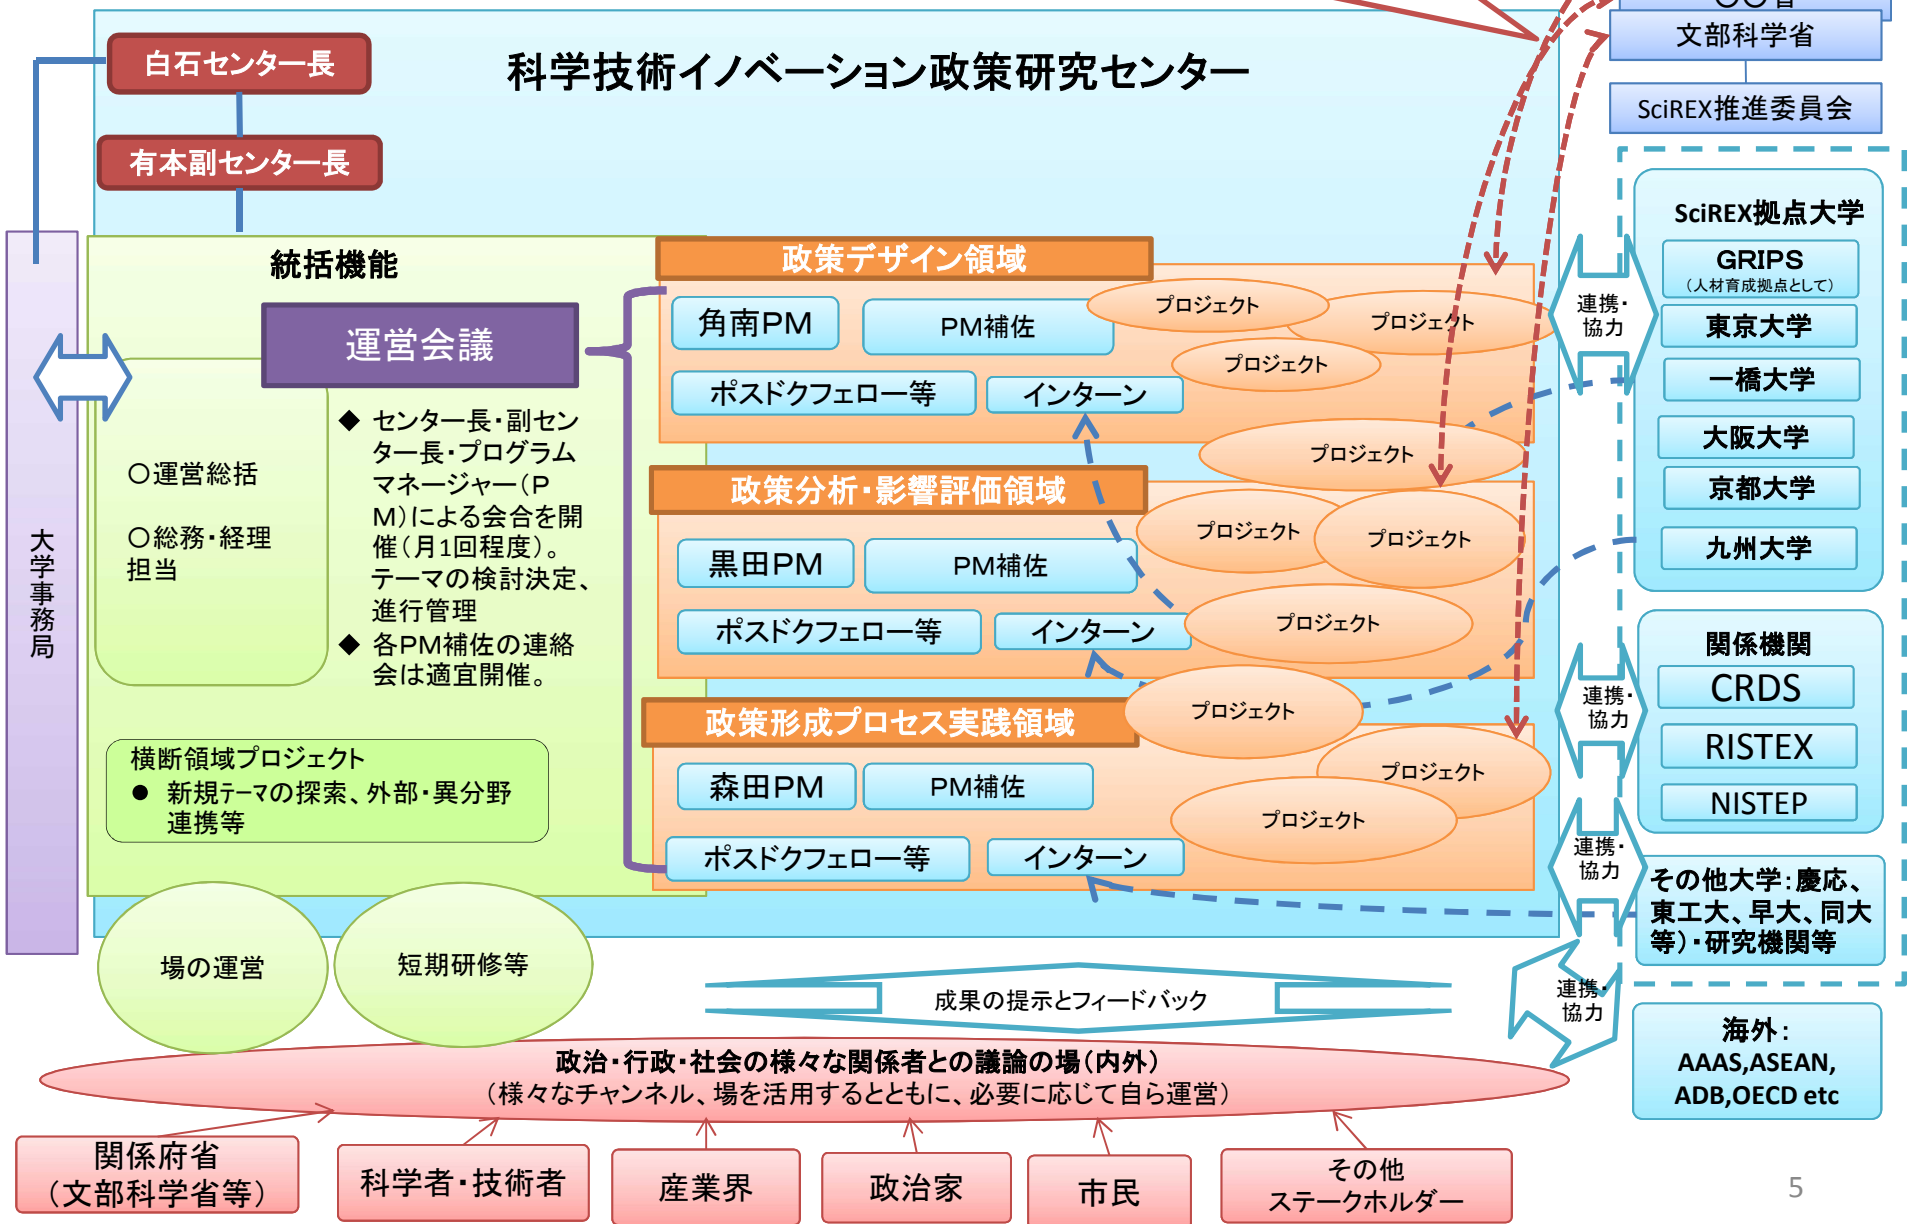 〇〇省
文部科学省
SciREX推進委員会
科学技術イノベーション政策研究センター
白石センター長
有本副センター長
大学事務局
統括機能
運営会議
〇運営総括
〇総務・経理
担当
◆ センター長・副セン
ター長・プログラム
マネージャー(P
M)による会合を開
催(月1回程度)。
テーマの検討決定、
進行管理
◆ 各PM補佐の連絡
会は適宜開催。
横断領域プロジェクト
● 新規テーマの探索、外部・異分野
連携等
場の運営
短期研修等
政策デザイン領域
角南PM
PM補佐
ポスドクフェロー等
インターン
プロジェクト
プロジェクト
プロジェクト
プロジェクト
政策分析・影響評価領域
黒田PM
PM補佐
ポスドクフェロー等
インターン
プロジェクト
プロジェクト
プロジェクト
プロジェクト
政策形成プロセス実践領域
森田PM
PM補佐
ポスドクフェロー等
インターン
プロジェクト
プロジェクト
連携・
協力
連携・
協力
連携・
協力
連携・
協力
SciREX拠点大学
GRIPS
(人材育成拠点として)
東京大学
一橋大学
大阪大学
京都大学
九州大学
関係機関
CRDS
RISTEX
NISTEP
その他大学:慶応、
東工大、早大、同大
等)・研究機関等
海外:
AAAS,ASEAN,
ADB,OECD etc
成果の提示とフィードバック
政治・行政・社会の様々な関係者との議論の場(内外)
(様々なチャンネル、場を活用するとともに、必要に応じて自ら運営)
関係府省
(文部科学省等)
科学者・技術者
産業界
政治家
市民
その他
ステークホルダー
5